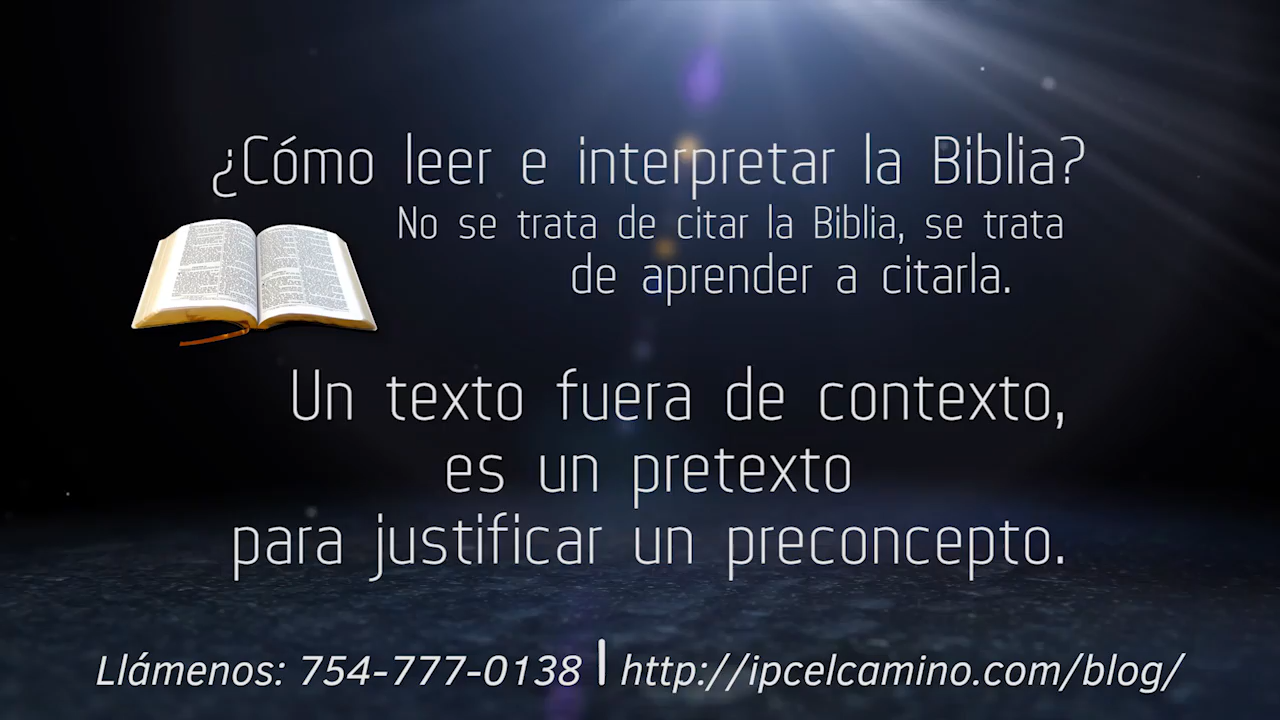 ¿Cómo leer e interpretar la Biblia?
No se trata de citar la Biblia, se trata
de aprender a citarla.
Un texto fuera de contexto,
es un pretexto
para justificar un preconcepto.
Llámenos: 754-777-0138 | http://ipcelcamino.com/blog/